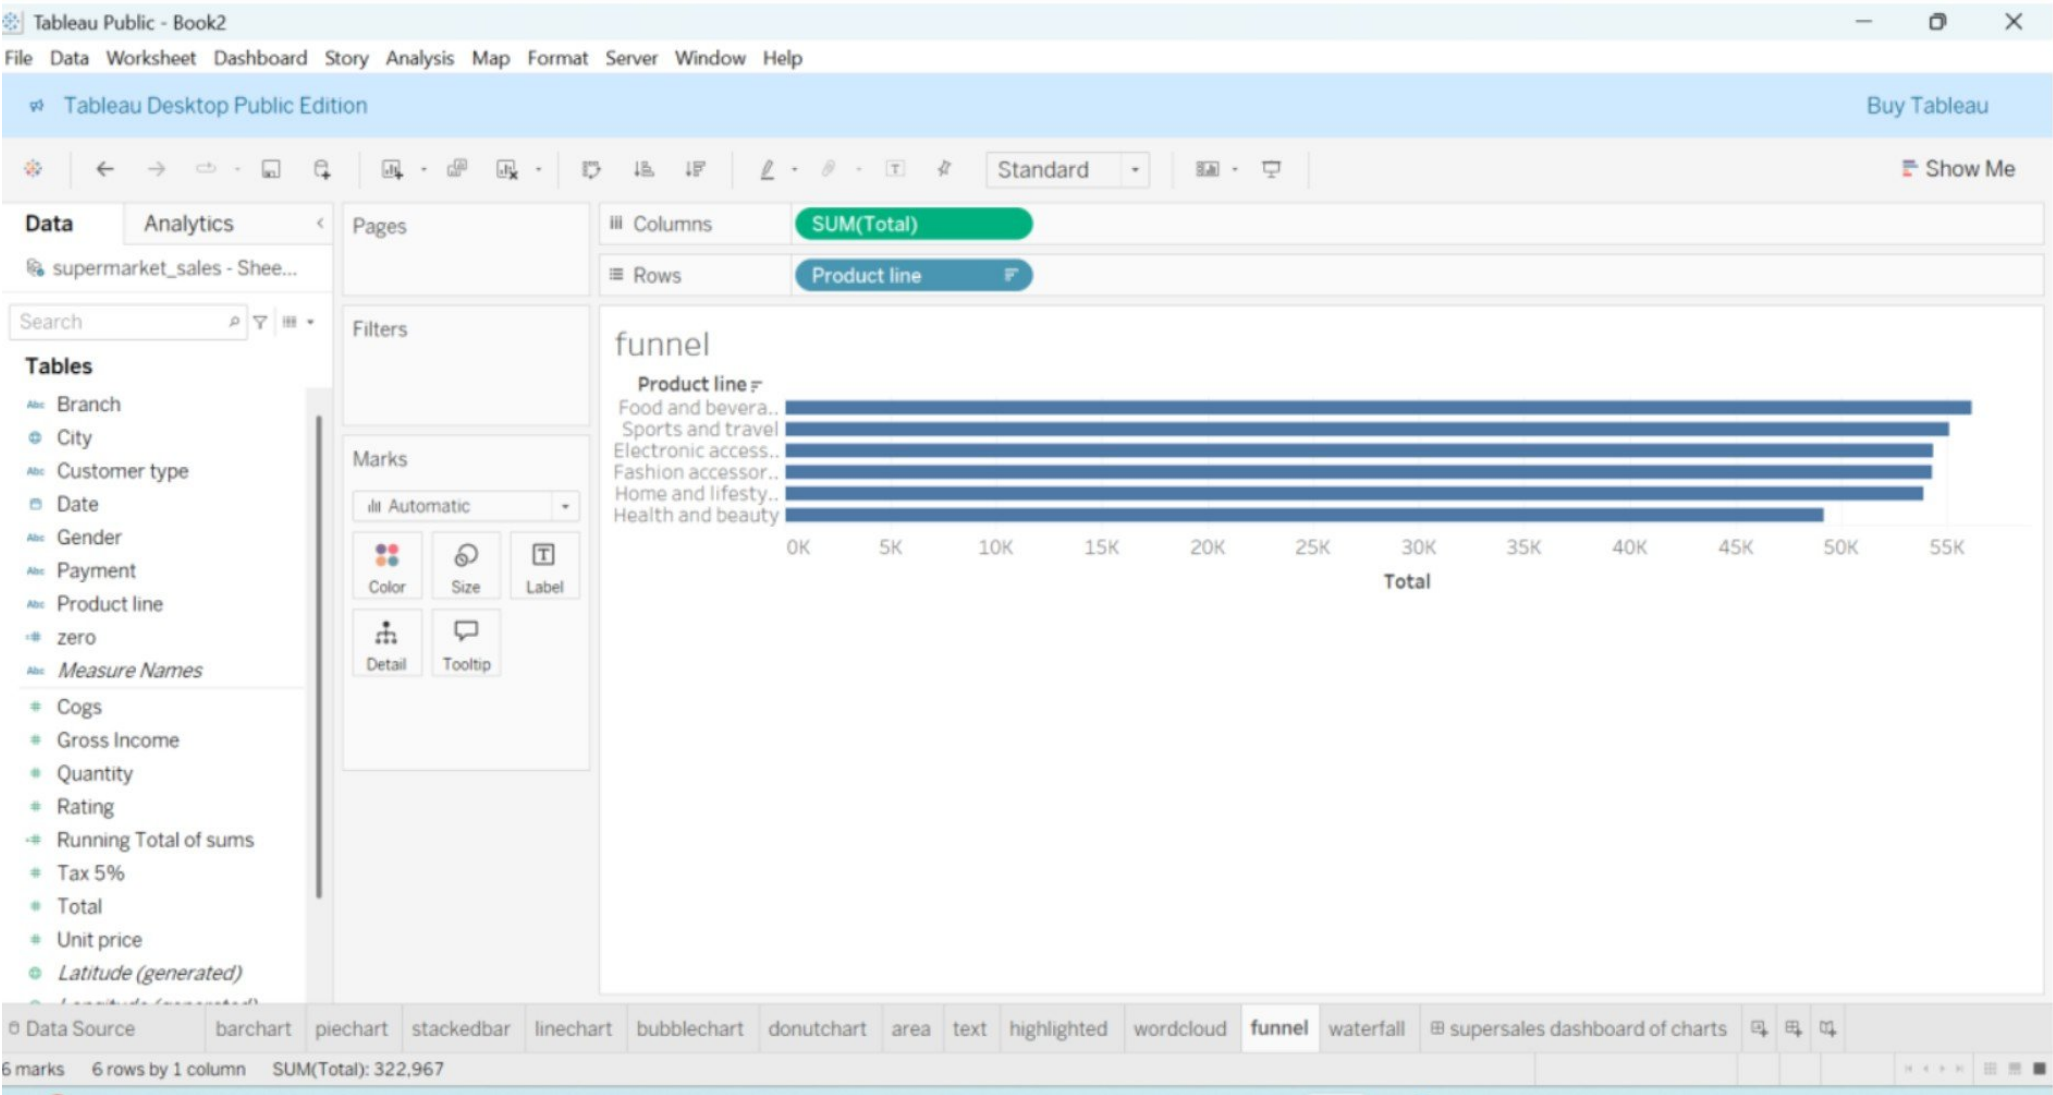 Tableau Public - Book2
File Data Worksheet Dashboard Story Analysis Map Format Server Window Help
Tableau Desktop Public Edition
Buy Tableau
Standard
Show Me
Data
Analytics
supermarket_sales - Shee...
Search
Tables
Abc Branch
City
Abc Customer type
Date
Abc Gender
Abc Payment
Abc Product line
zero
Abc Measure Names
Cogs
Gross Income
Quantity
Rating
Running Total of sums
Tax 5%
Total
Unit price
Latitude (generated)
Pages
Filters
Marks
Automatic
Color
Size
Label
Detail
Tooltip
Columns
SUM(Total)
Rows
Product line
funnel
Product line
Food and bevera..
Sports and travel
Electronic access..
Fashion accessor..
Home and lifesty..
Health and beauty
0K 5K 10K 15K 20K 25K 30K 35K 40K 45K 50K 55K
Total
Data Source barchart piechart stackedbar linechart bubblechart donutchart area text highlighted wordcloud funnel waterfall supersales dashboard of charts
6 marks 6 rows by 1 column SUM(Total): 322,967